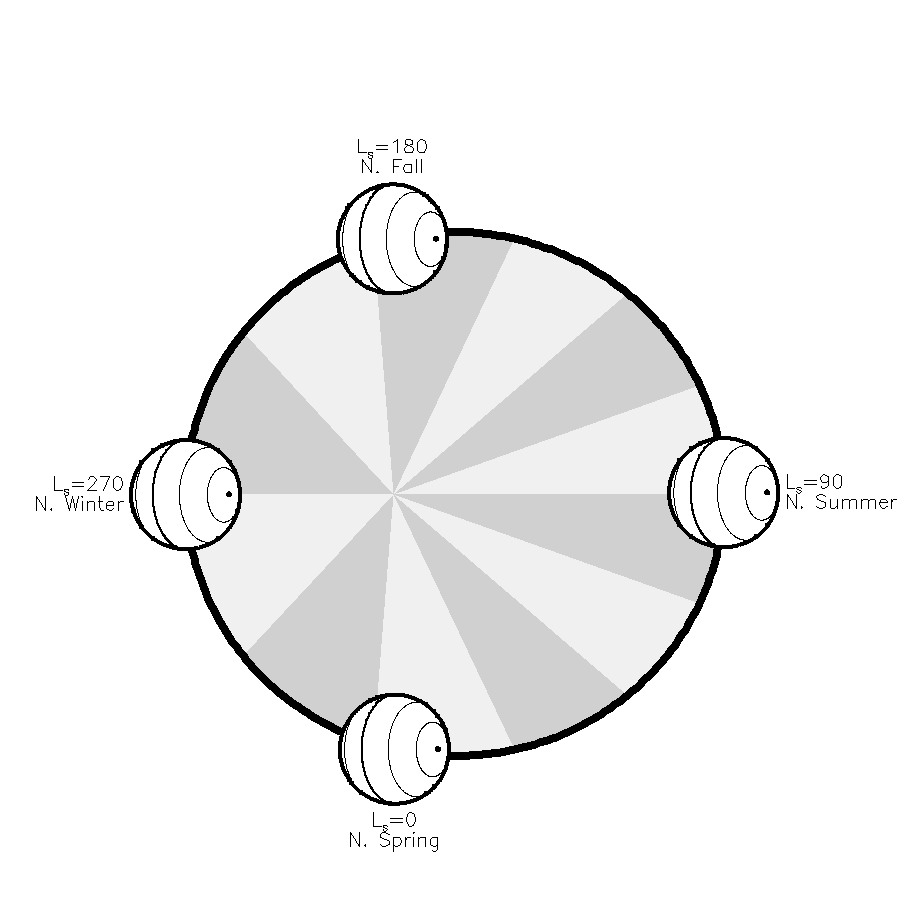 Ls=180
N. Fall
Ls=270
N. Winter
Ls=90
N. Summer
Ls=0
N. Spring